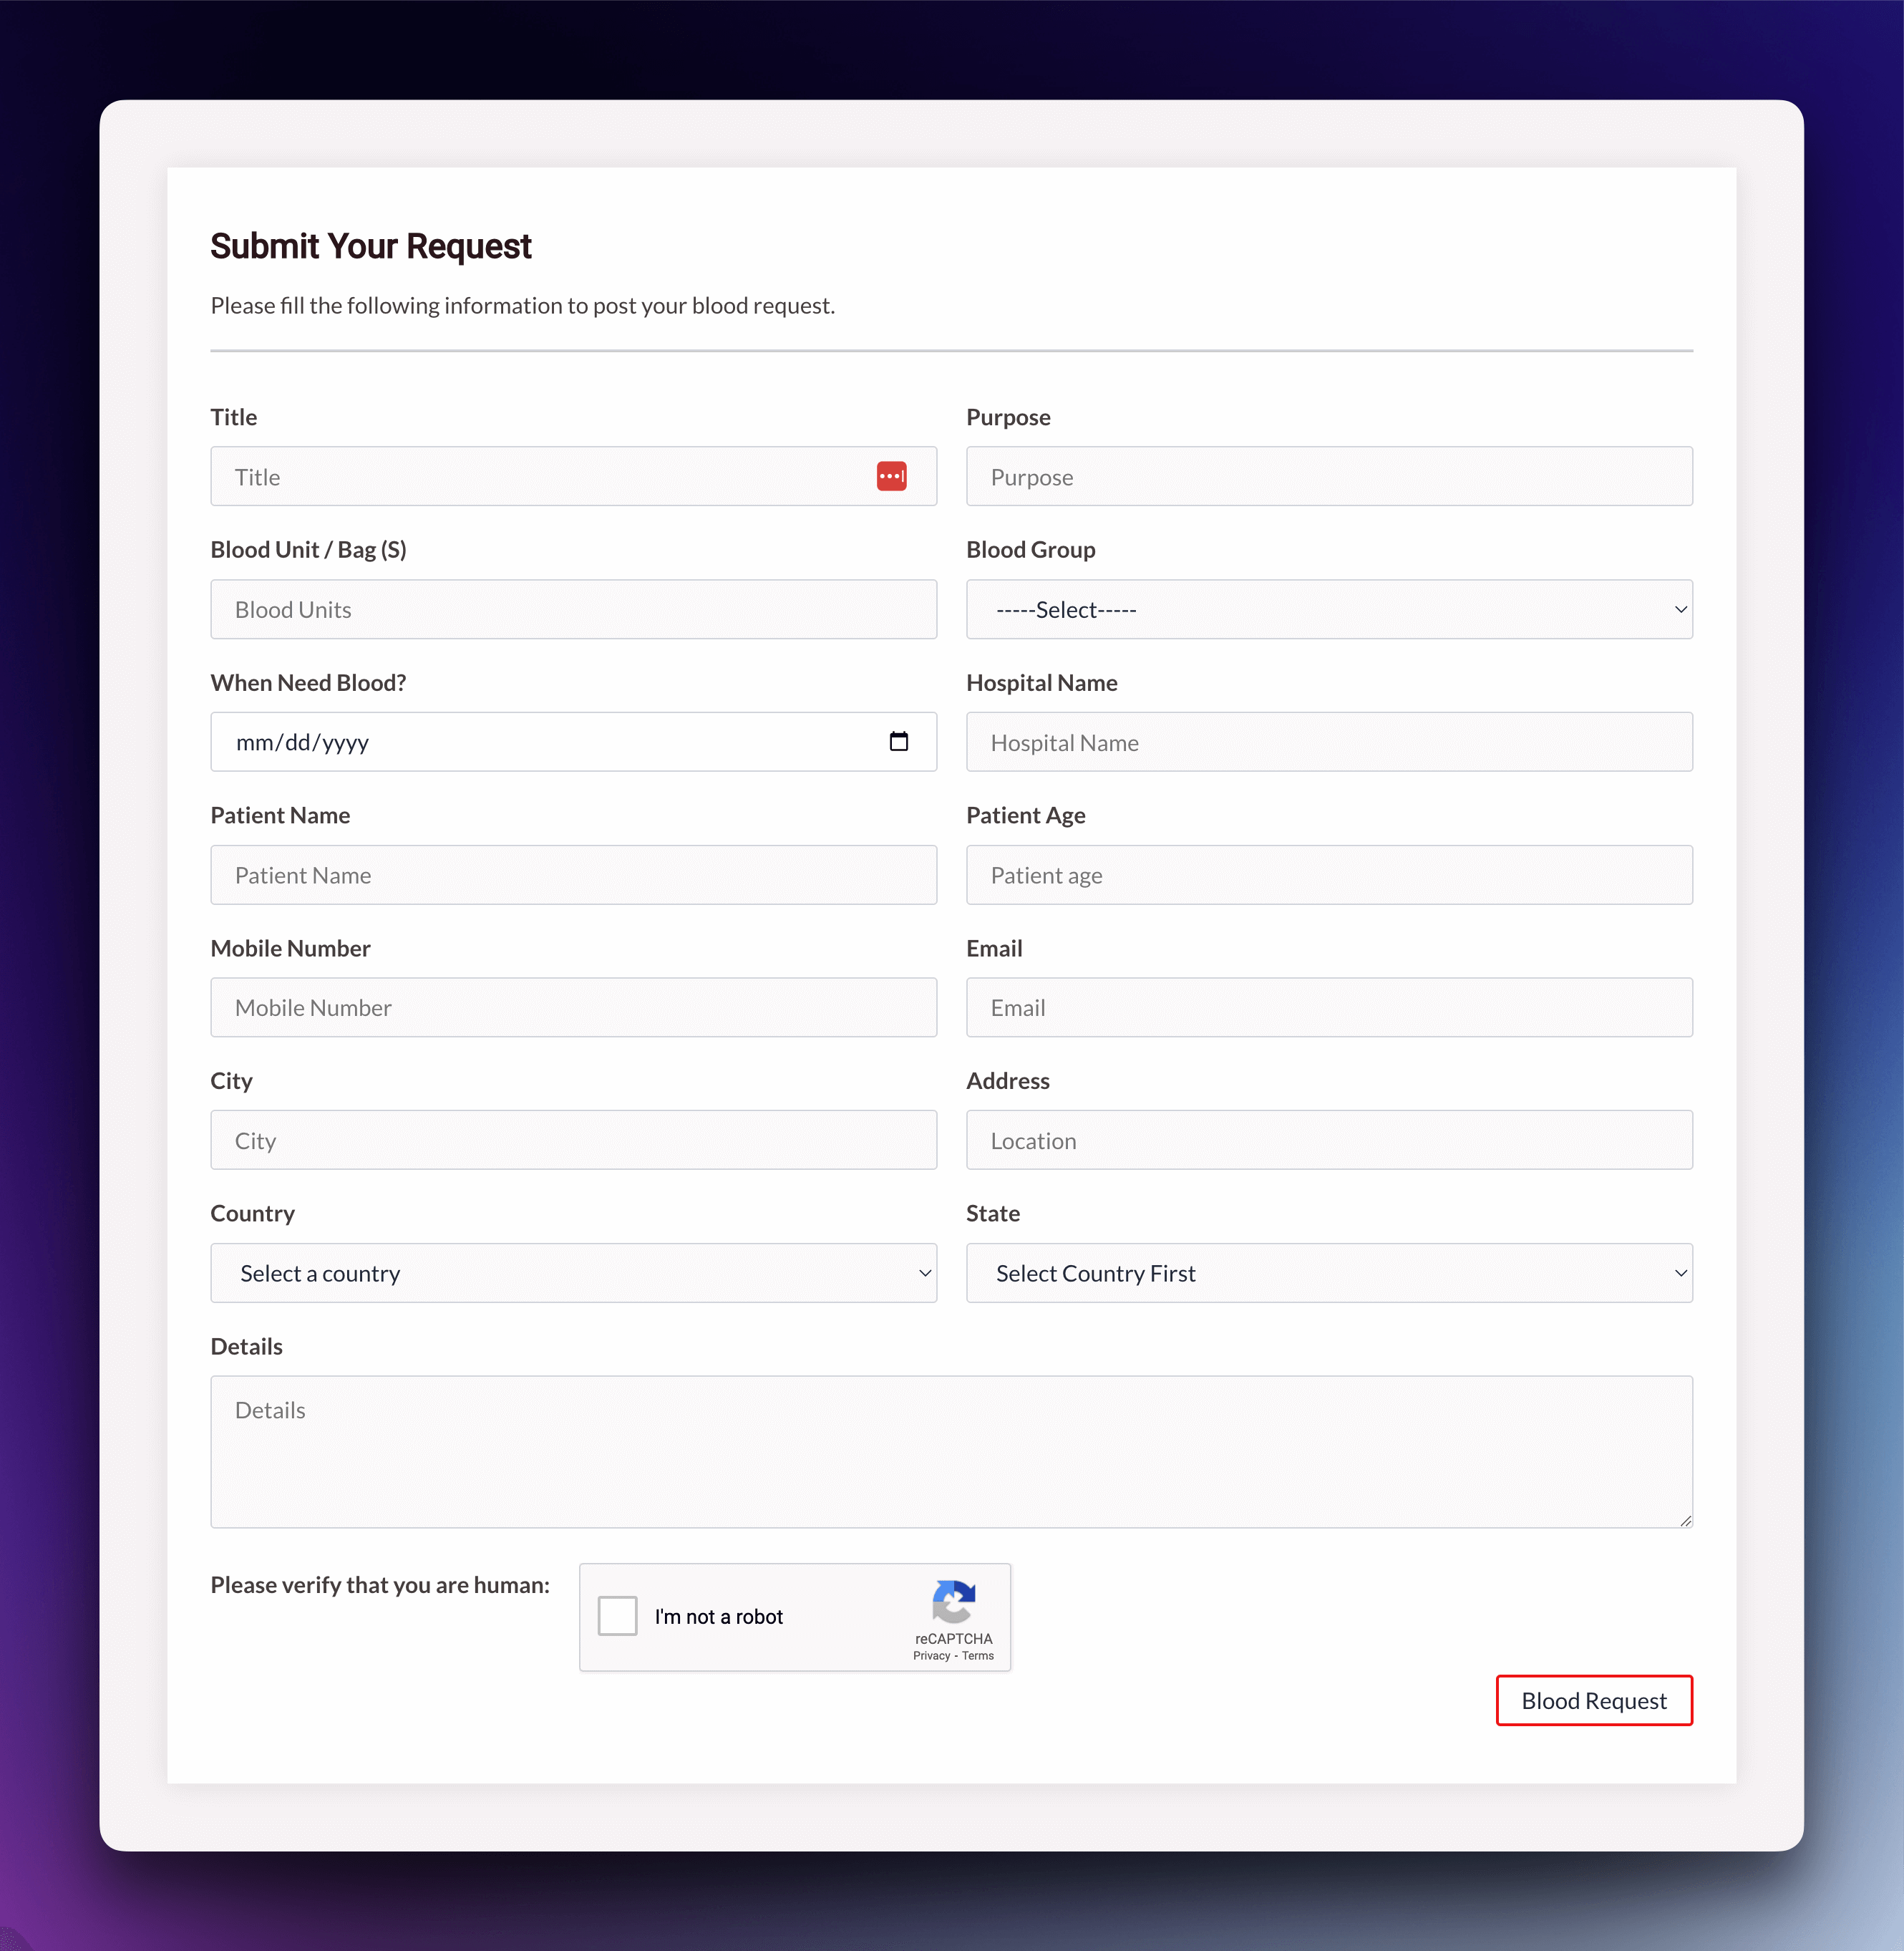 Submit Your Request
Please fill the following information to post your blood request.
Title
Purpose
Title
Purpose
Blood Unit / Bag (S)
Blood Group
Blood Units
-----Select-----
When Need Blood?
Hospital Name
mm/dd/yyyy
Hospital Name
Patient Name
Patient Age
Patient Name
Patient age
Mobile Number
Email
Mobile Number
Email
City
Address
City
Location
Country
State
Select a country
Select Country First
Details
Details
Please verify that you are human:
I'm not a robot
reCAPTCHA
Privacy - Terms
Blood Request